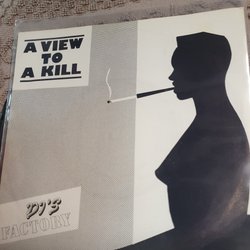 A VIEW
TO
A KILL
DJ'S
FACTORY